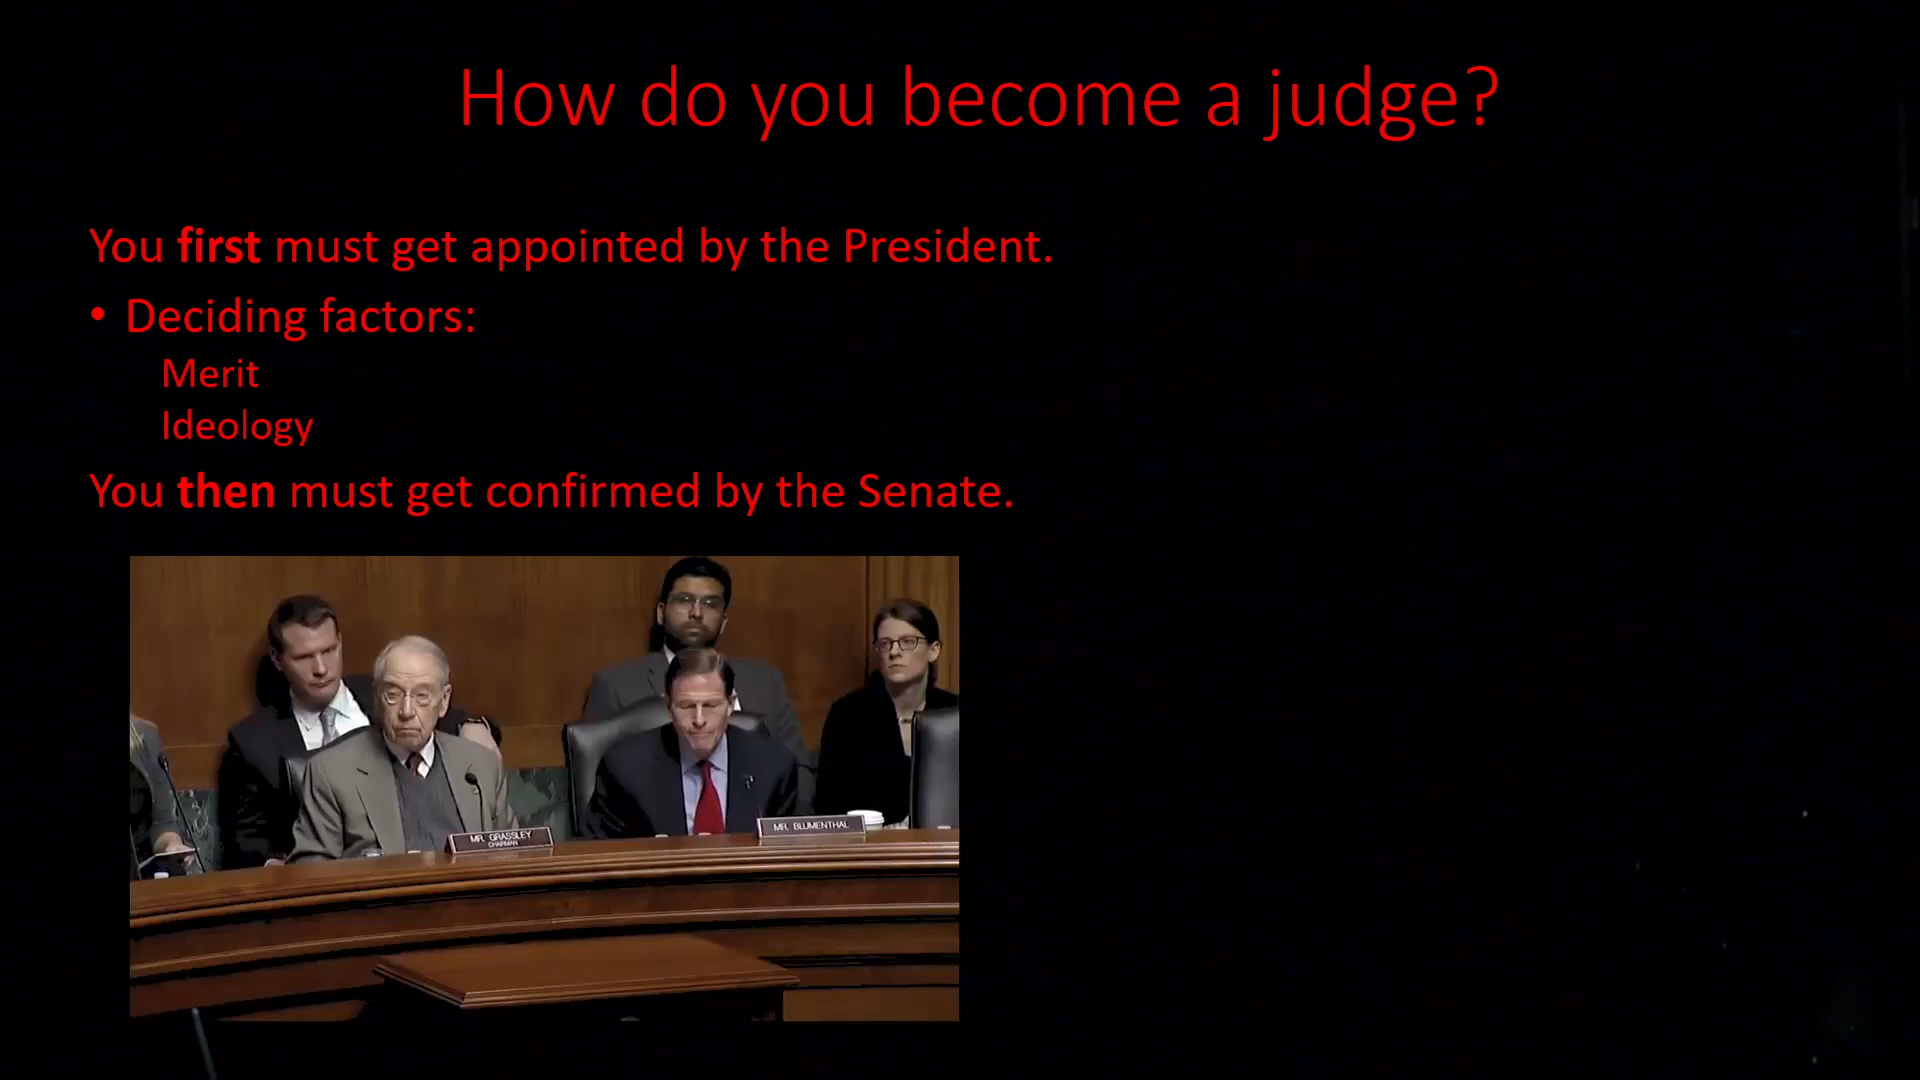 How do you become a judge?
You first must get appointed by the President.
• Deciding factors:
Merit
Ideology
You then must get confirmed by the Senate.
MR. GRASSLEY
CHAIRMAN
MR. BLUMENTHAL